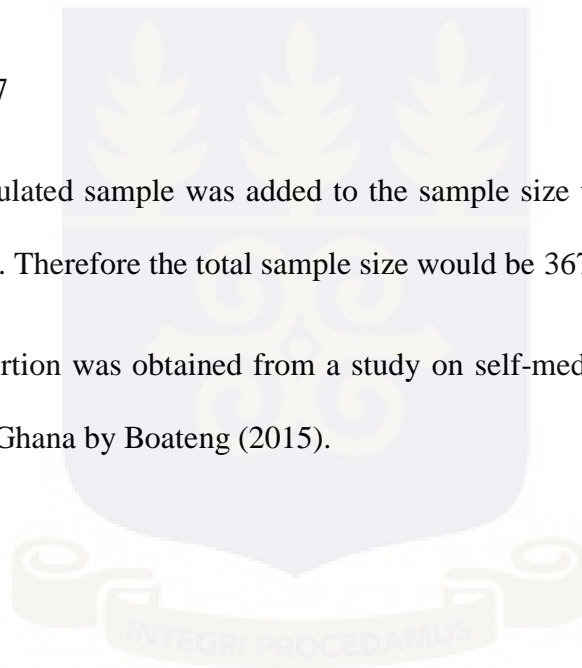 7
ulated sample was added to the sample size
. Therefore the total sample size would be 367
rtion was obtained from a study on self-med
Ghana by Boateng (2015).
INTEGRI PROCEDAMUS